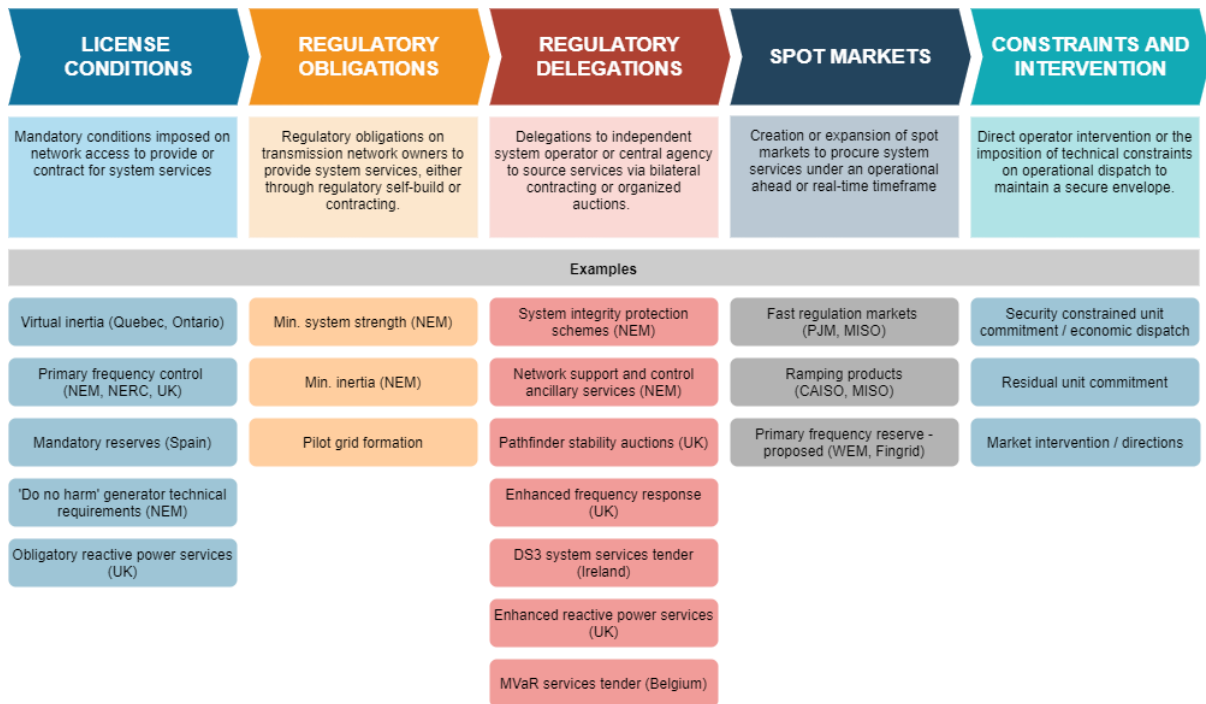 LICENSE
CONDITIONS
REGULATORY
OBLIGATIONS
REGULATORY
DELEGATIONS
SPOT MARKETS
CONSTRAINTS AND
INTERVENTION
Mandatory conditions imposed on
network access to provide or
contract for system services
Regulatory obligations on
transmission network owners to
provide system services, either
through regulatory self-build or
contracting.
Delegations to independent
system operator or central agency
to source services via bilateral
contracting or organized
auctions.
Creation or expansion of spot
markets to procure system
services under an operational
ahead or real-time timeframe
Direct operator intervention or the
imposition of technical constraints
on operational dispatch to
maintain a secure envelope.
Examples
Virtual inertia (Quebec, Ontario)
Primary frequency control
(NEM, NERC, UK)
Mandatory reserves (Spain)
'Do no harm' generator technical
requirements (NEM)
Obligatory reactive power services
(UK)
Min. system strength (NEM)
Min. inertia (NEM)
Pilot grid formation
System integrity protection
schemes (NEM)
Network support and control
ancillary services (NEM)
Pathfinder stability auctions (UK)
Enhanced frequency response
(UK)
DS3 system services tender
(Ireland)
Enhanced reactive power services
(UK)
MVaR services tender (Belgium)
Fast regulation markets
(PJM, MISO)
Ramping products
(CAISO, MISO)
Primary frequency reserve -
proposed (WEM, Fingrid)
Security constrained unit
commitment / economic dispatch
Residual unit commitment
Market intervention / directions